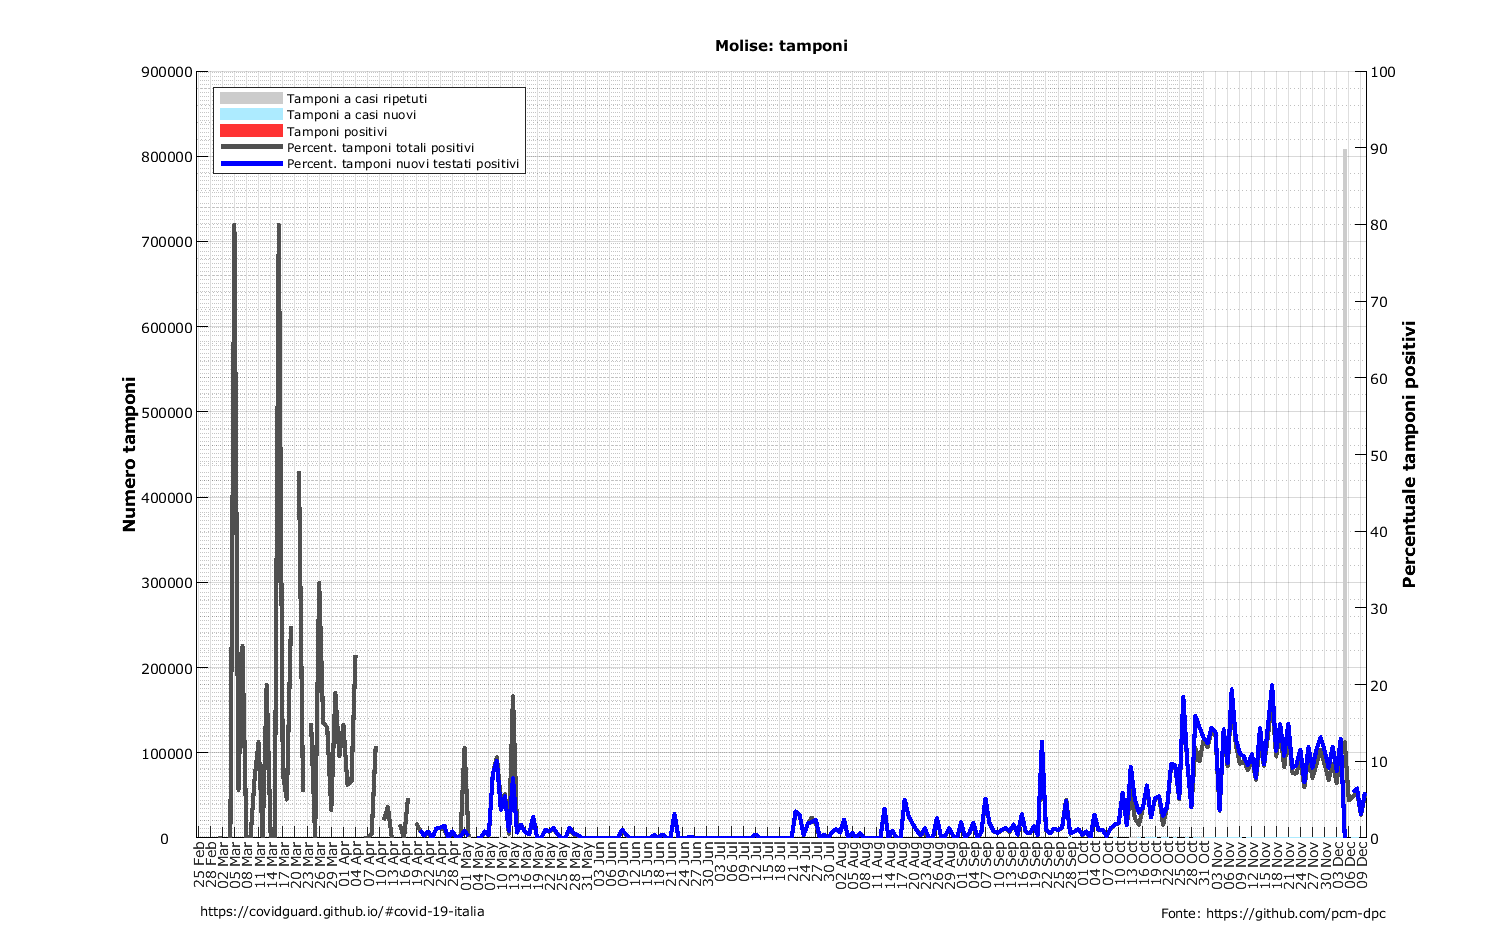 Molise: tamponi
900000
800000
700000
600000
500000
400000
300000
200000
100000
0
Numero tamponi
Tamponi a casi ripetuti
Tamponi a casi nuovi
Tamponi positivi
Percent. tamponi totali positivi
Percent. tamponi nuovi testati positivi
100
90
80
70
60
50
40
30
20
10
0
Percentuale tamponi positivi
25 Feb
28 Feb
02 Mar
05 Mar
08 Mar
11 Mar
14 Mar
17 Mar
20 Mar
23 Mar
26 Mar
29 Mar
01 Apr
04 Apr
07 Apr
10 Apr
13 Apr
16 Apr
19 Apr
22 Apr
25 Apr
28 Apr
01 May
04 May
07 May
10 May
13 May
16 May
19 May
22 May
25 May
28 May
31 May
03 Jun
06 Jun
09 Jun
12 Jun
15 Jun
18 Jun
21 Jun
24 Jun
27 Jun
30 Jun
03 Jul
06 Jul
09 Jul
12 Jul
15 Jul
18 Jul
21 Jul
24 Jul
27 Jul
30 Jul
02 Aug
05 Aug
08 Aug
11 Aug
14 Aug
17 Aug
20 Aug
23 Aug
26 Aug
29 Aug
01 Sep
04 Sep
07 Sep
10 Sep
13 Sep
16 Sep
19 Sep
22 Sep
25 Sep
28 Sep
01 Oct
04 Oct
07 Oct
10 Oct
13 Oct
16 Oct
19 Oct
22 Oct
25 Oct
28 Oct
31 Oct
03 Nov
06 Nov
09 Nov
12 Nov
15 Nov
18 Nov
21 Nov
24 Nov
27 Nov
30 Nov
03 Dec
06 Dec
09 Dec
https://covidguard.github.io/#covid-19-italia
Fonte: https://github.com/pcm-dpc